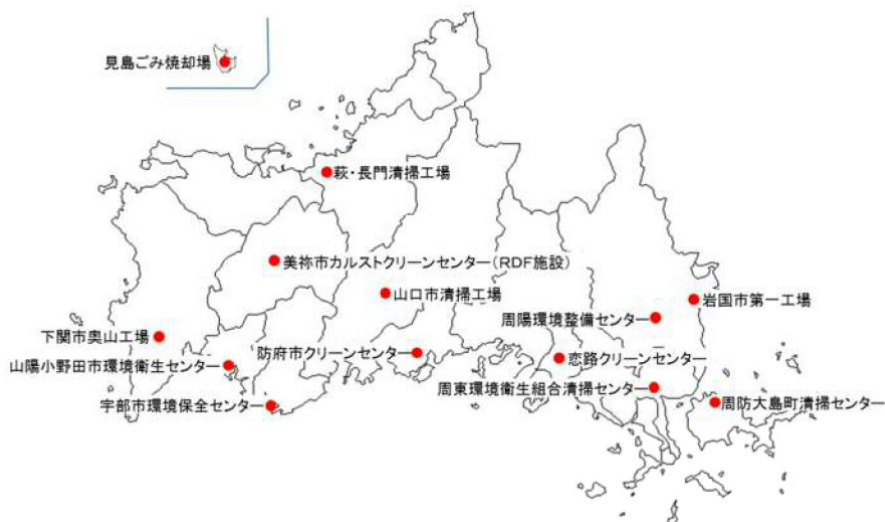 見島ごみ焼却場
萩・長門清掃工場
美祢市カルストクリーンセンター（RDF施設）
山口市清掃工場
岩国市第一工場
周陽環境整備センター
下関市奥山工場
防府市クリーンセンター
恋路クリーンセンター
山陽小野田市環境衛生センター
周東環境衛生組合清掃センター
宇部市環境保全センター
周防大島町清掃センター